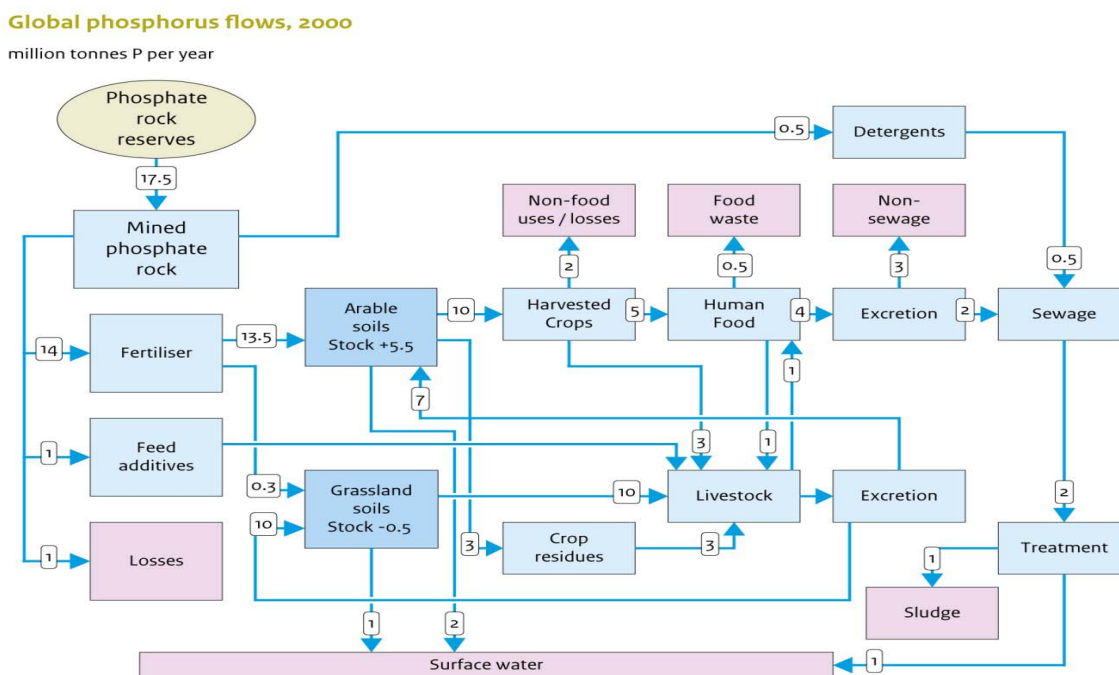 Global phosphorus flows, 2000
million tonnes P per year
Phosphate
rock
reserves
17.5
Mined
phosphate
rock
0.5
Detergents
0.5
Non-food
uses / losses
Food
waste
Non-
sewage
2
0.5
3
14
Fertiliser
13.5
Arable
soils
Stock +5.5
10
Harvested
Crops
5
Human
Food
4
Excretion
2
Sewage
7
1
1
Feed
additives
1
3
1
0.3
10
Grassland
soils
Stock -0.5
10
Livestock
Excretion
2
1
Losses
3
Crop
residues
3
Treatment
1
Sludge
1
2
Surface water
1